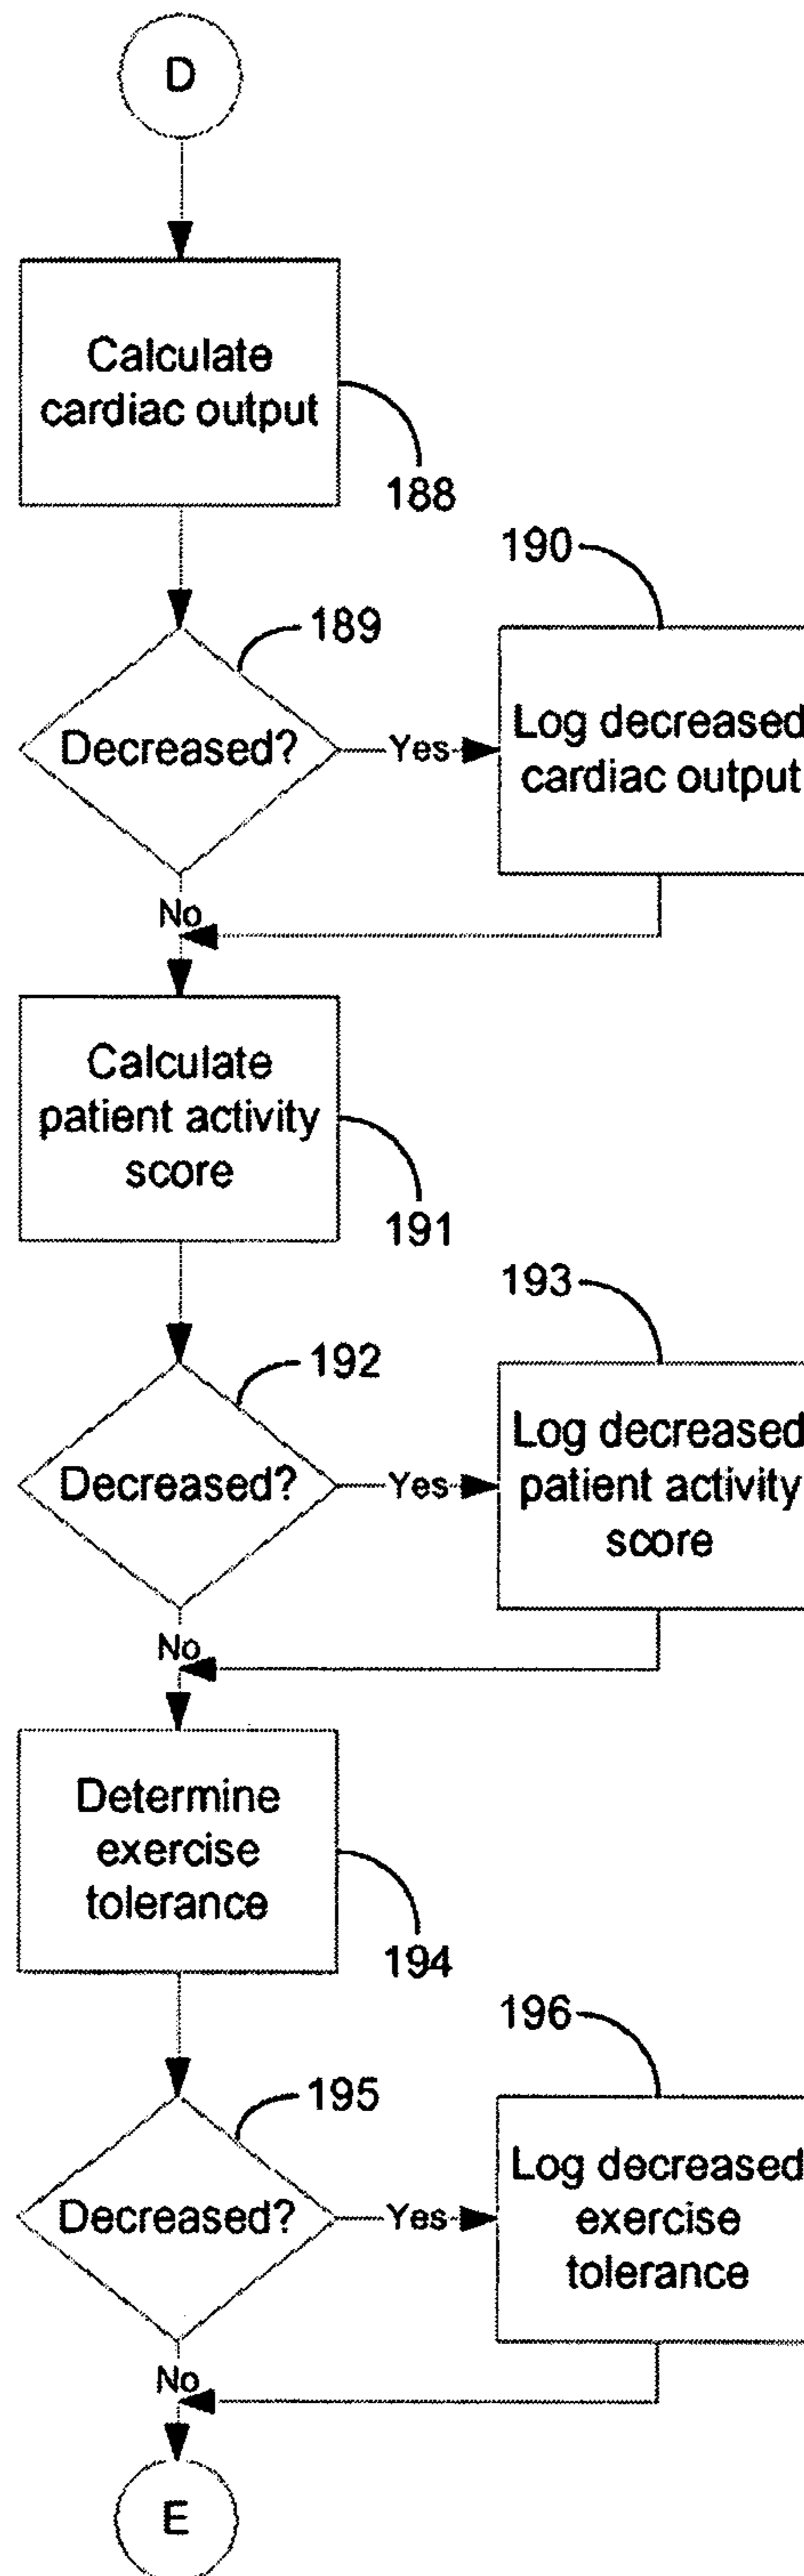 D
Calculate
cardiac output
188
190
189
Decreased?
Yes
Log decreased
cardiac output
No
Calculate
patient activity
score
191
193
192
Decreased?
Yes
Log decreased
patient activity
score
No
Determine
exercise
tolerance
194
196
195
Decreased?
Yes
Log decreased
exercise
tolerance
No
E